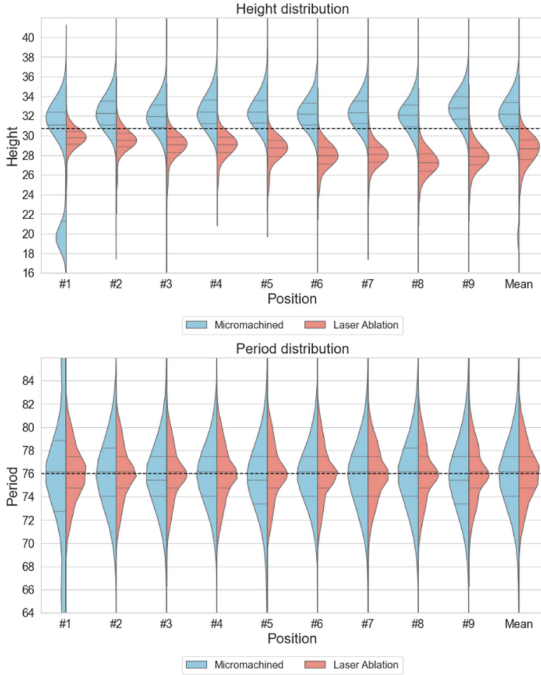 Height distribution
40
38
36
34
32
30
28
26
24
22
20
18
16
Height
#1 #2 #3 #4 #5 #6 #7 #8 #9 Mean
Position
Micromachined Laser Ablation
Period distribution
84
82
80
78
76
74
72
70
68
66
64
Period
#1 #2 #3 #4 #5 #6 #7 #8 #9 Mean
Position
Micromachined Laser Ablation